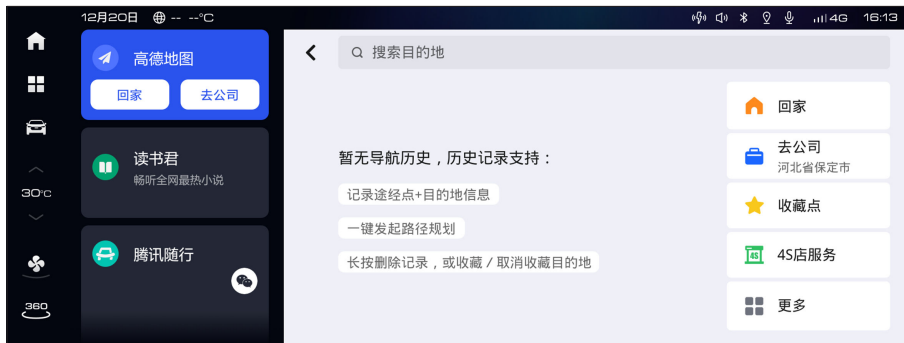 12月20日 -- --°C
4G 16:13
高德地图
回家 去公司
读书君
畅听全网最热小说
腾讯随行
30°C
360
搜索目的地
暂无导航历史，历史记录支持：
记录途经点+目的地信息
一键发起路径规划
长按删除记录，或收藏/取消收藏目的地
回家
去公司
河北省保定市
收藏点
4S
4S店服务
更多